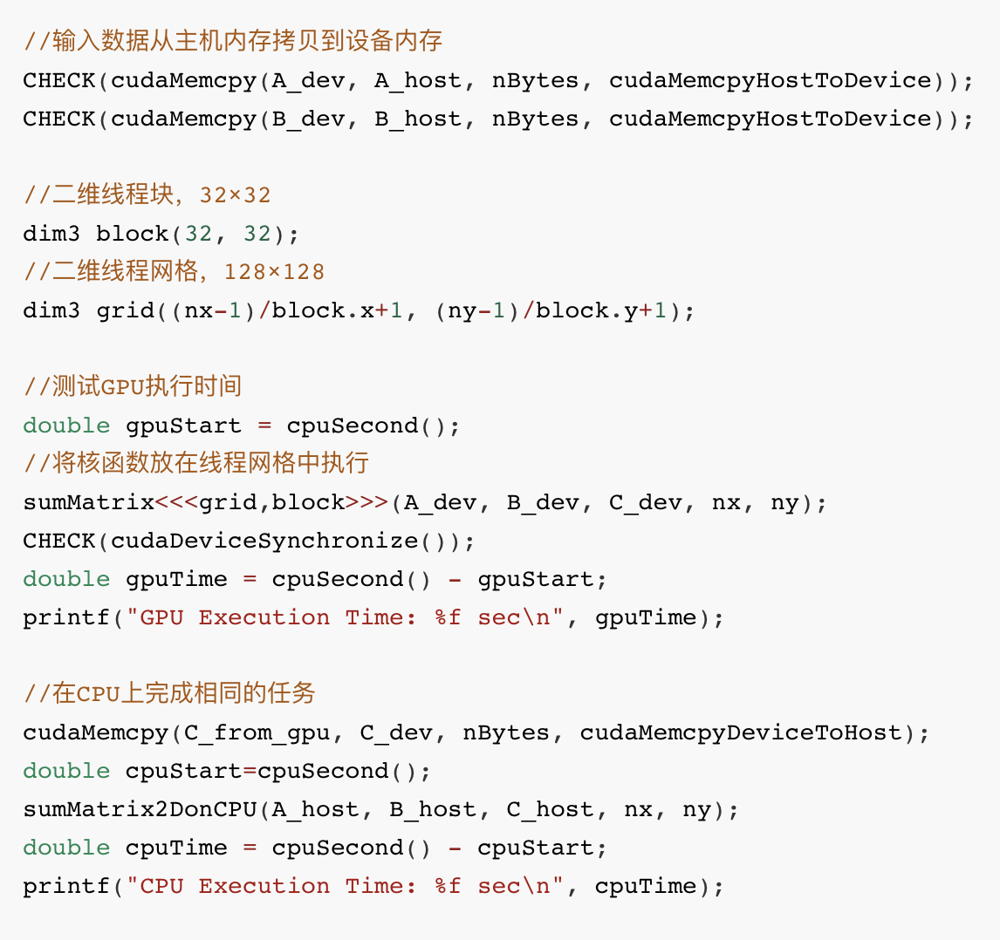 //输入数据从主机内存拷贝到设备内存
CHECK(cudaMemcpy(A_dev, A_host, nBytes, cudaMemcpyHostToDevice));
CHECK(cudaMemcpy(B_dev, B_host, nBytes, cudaMemcpyHostToDevice));
//二维线程块，32×32
dim3 block(32, 32);
//二维线程网格，128×128
dim3 grid((nx-1)/block.x+1, (ny-1)/block.y+1);
//测试GPU执行时间
double gpuStart = cpuSecond();
//将核函数放在线程网格中执行
sumMatrix<<<grid,block>>>(A_dev, B_dev, C_dev, nx, ny);
CHECK(cudaDeviceSynchronize());
double gpuTime = cpuSecond() - gpuStart;
printf("GPU Execution Time: %f sec\n", gpuTime);
//在CPU上完成相同的任务
cudaMemcpy(C_from_gpu, C_dev, nBytes, cudaMemcpyDeviceToHost);
double cpuStart=cpuSecond();
sumMatrix2DonCPU(A_host, B_host, C_host, nx, ny);
double cpuTime = cpuSecond() - cpuStart;
printf("CPU Execution Time: %f sec\n", cpuTime);